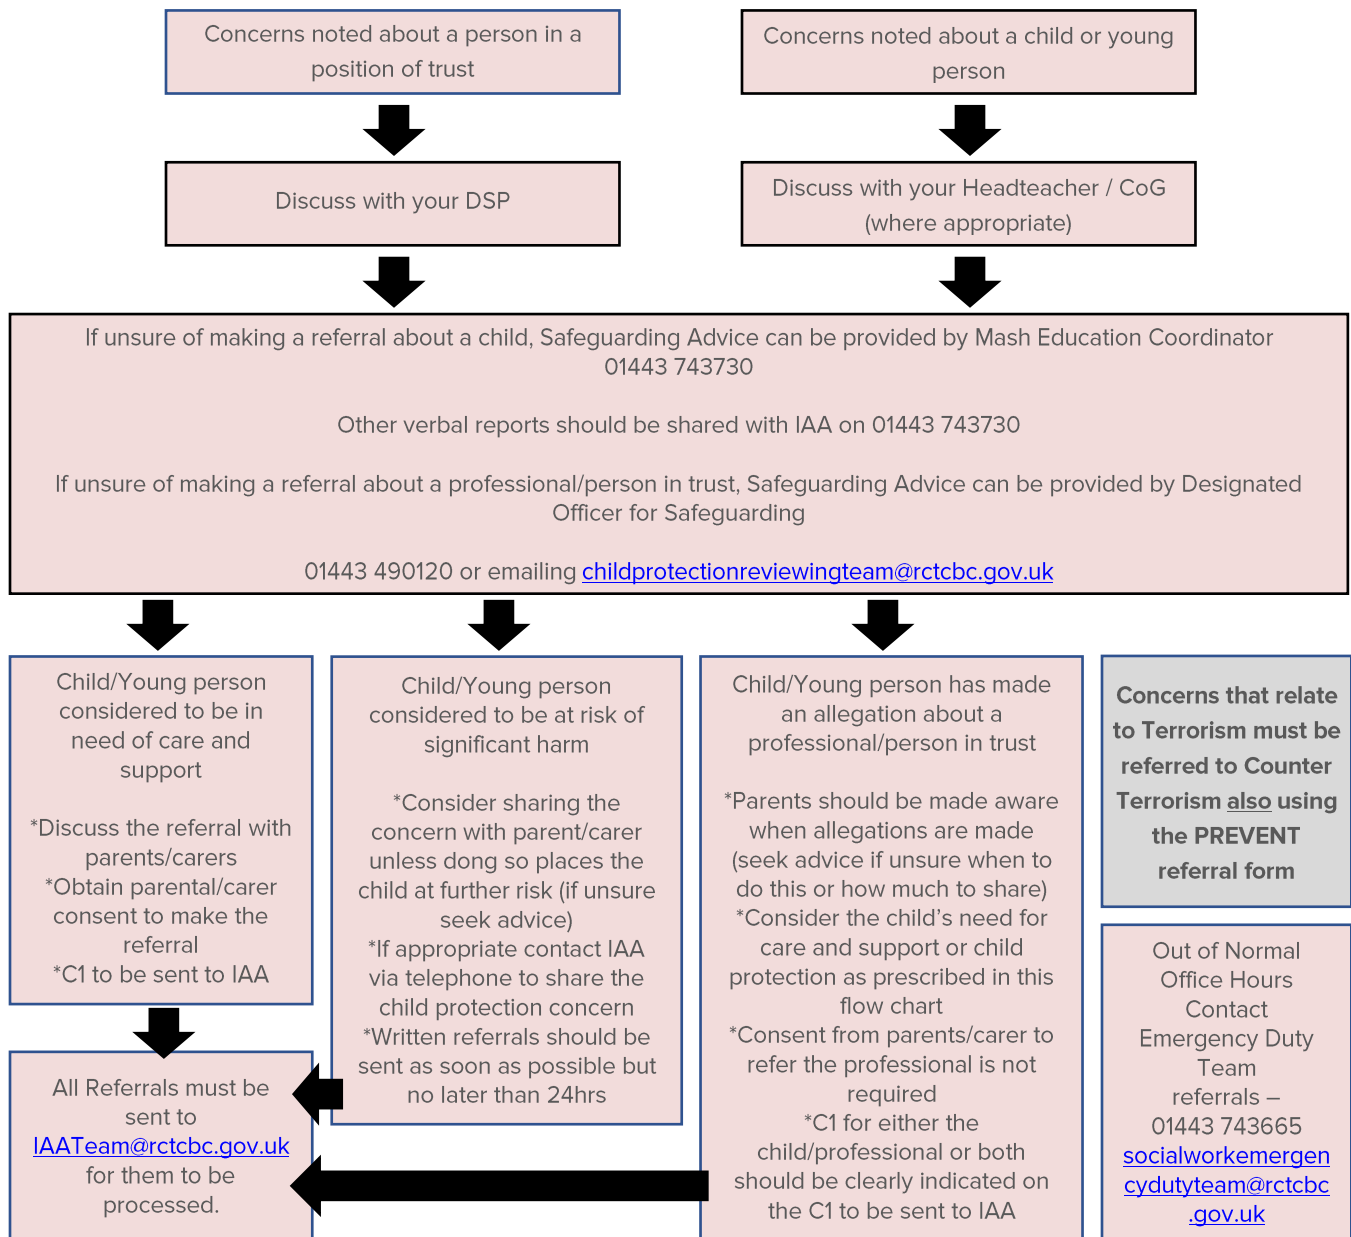 Concerns noted about a person in a
position of trust
Concerns noted about a child or young
person
Discuss with your DSP
Discuss with your Headteacher / CoG
(where appropriate)
If unsure of making a referral about a child, Safeguarding Advice can be provided by Mash Education Coordinator
01443 743730
Other verbal reports should be shared with IAA on 01443 743730
If unsure of making a referral about a professional/person in trust, Safeguarding Advice can be provided by Designated
Officer for Safeguarding
01443 490120 or emailing childprotectionreviewingteam@rctcbc.gov.uk
Child/Young person
considered to be in
need of care and
support
*Discuss the referral with
parents/carers
*Obtain parental/carer
consent to make the
referral
*C1 to be sent to IAA
All Referrals must be
sent to
IAATeam@rctcbc.gov.uk
for them to be
processed.
Child/Young person
considered to be at risk of
significant harm
*Consider sharing the
concern with parent/carer
unless dong so places the
child at further risk (if unsure
seek advice)
*If appropriate contact IAA
via telephone to share the
child protection concern
*Written referrals should be
sent as soon as possible but
no later than 24hrs
Child/Young person has made
an allegation about a
professional/person in trust
*Parents should be made aware
when allegations are made
(seek advice if unsure when to
do this or how much to share)
*Consider the child's need for
care and support or child
protection as prescribed in this
flow chart
*Consent from parents/carer to
refer the professional is not
required
*C1 for either the
child/professional or both
should be clearly indicated on
the C1 to be sent to IAA
Concerns that relate
to Terrorism must be
referred to Counter
Terrorism also using
the PREVENT
referral form
Out of Normal
Office Hours
Contact
Emergency Duty
Team
referrals –
01443 743665
socialworkemergen
cydutyteam@rctcbc
.gov.uk